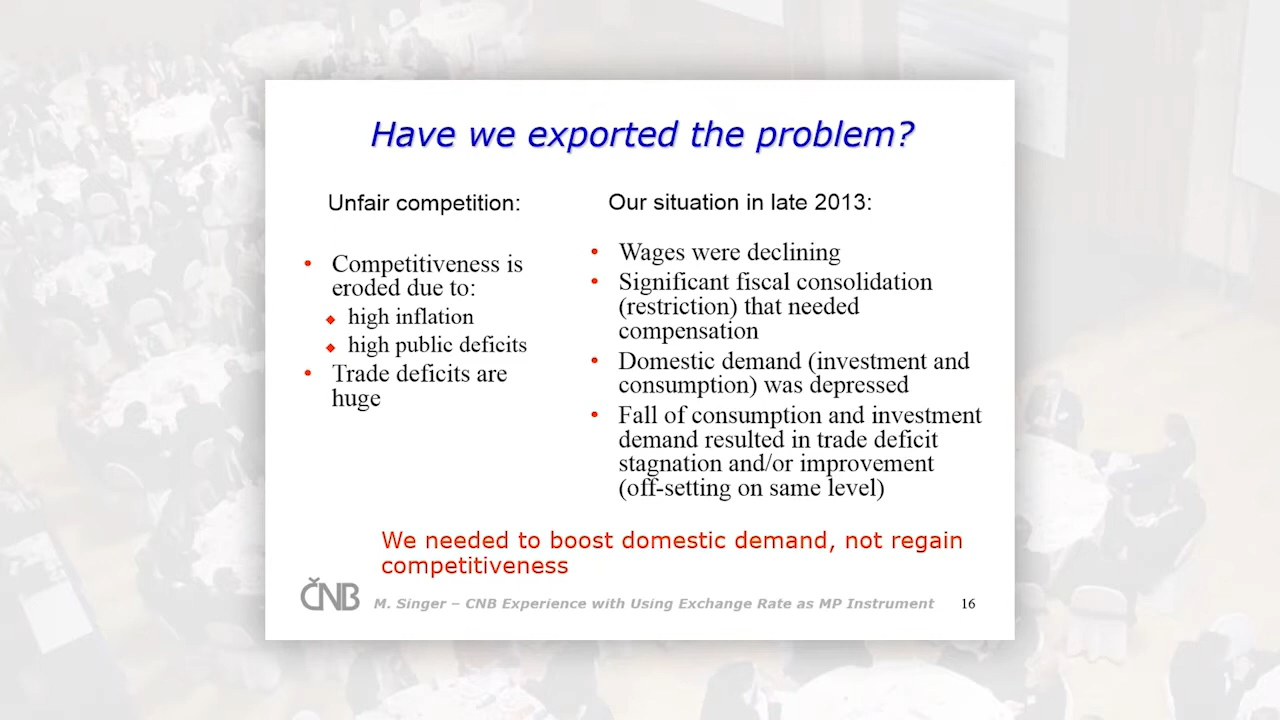 Have we exported the problem?
Unfair competition:
• Competitiveness is
eroded due to:
◆ high inflation
◆ high public deficits
• Trade deficits are
huge
Our situation in late 2013:
• Wages were declining
• Significant fiscal consolidation
(restriction) that needed
compensation
• Domestic demand (investment and
consumption) was depressed
• Fall of consumption and investment
demand resulted in trade deficit
stagnation and/or improvement
(off-setting on same level)
We needed to boost domestic demand, not regain
competitiveness
ČNB
M. Singer – CNB Experience with Using Exchange Rate as MP Instrument
16